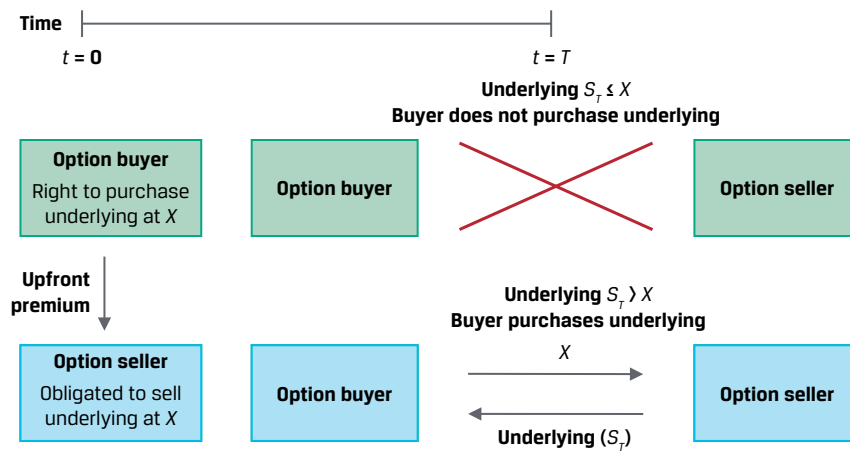 Time
t = 0
t = T
Underlying S_T ≤ X
Buyer does not purchase underlying
Option buyer
Right to purchase
underlying at X
Option buyer
Option seller
Upfront
premium
Underlying S_T > X
Buyer purchases underlying
Option seller
Obligated to sell
underlying at X
Option buyer
X
Underlying (S_T)
Option seller